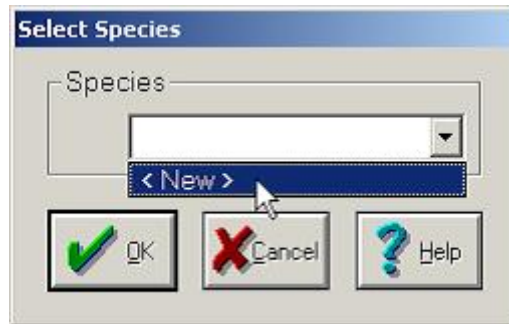 Select Species
Species
< New >
OK
Cancel
Help